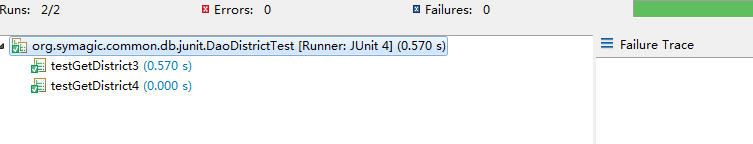 Runs: 2/2 Errors: 0 Failures: 0
org.symagic.common.db.junit.DaoDistrictTest [Runner: JUnit 4] (0.570 s)
Failure Trace
testGetDistrict3 (0.570 s)
testGetDistrict4 (0.000 s)